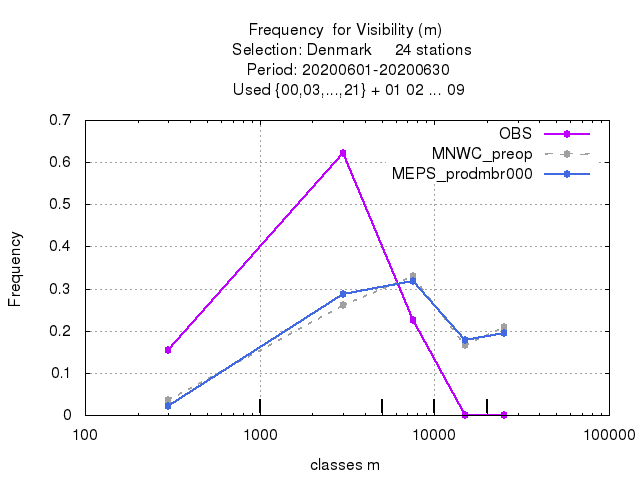 Frequency for Visibility (m)
Selection: Denmark 24 stations
Period: 20200601-20200630
Used {00,03,...,21} + 01 02 ... 09
0.7
0.6
0.5
0.4
0.3
0.2
0.1
0
Frequency
OBS
MNWC_preop
MEPS_prodmbr000
100 1000 10000 100000
classes m